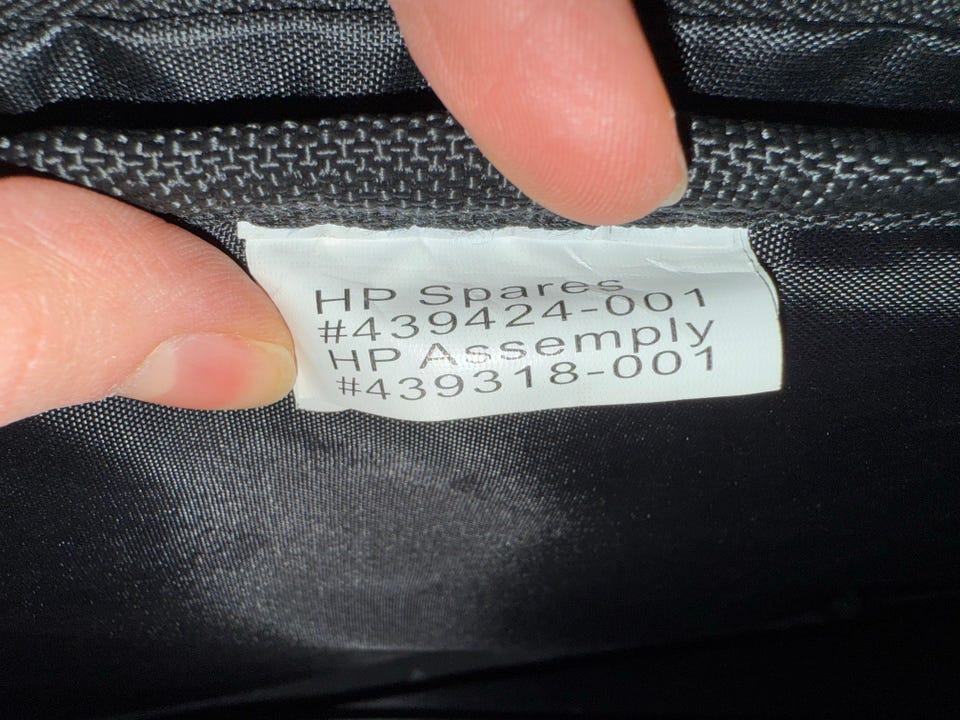 HP Spares
#439424-001
HP Assemply
#439318-001